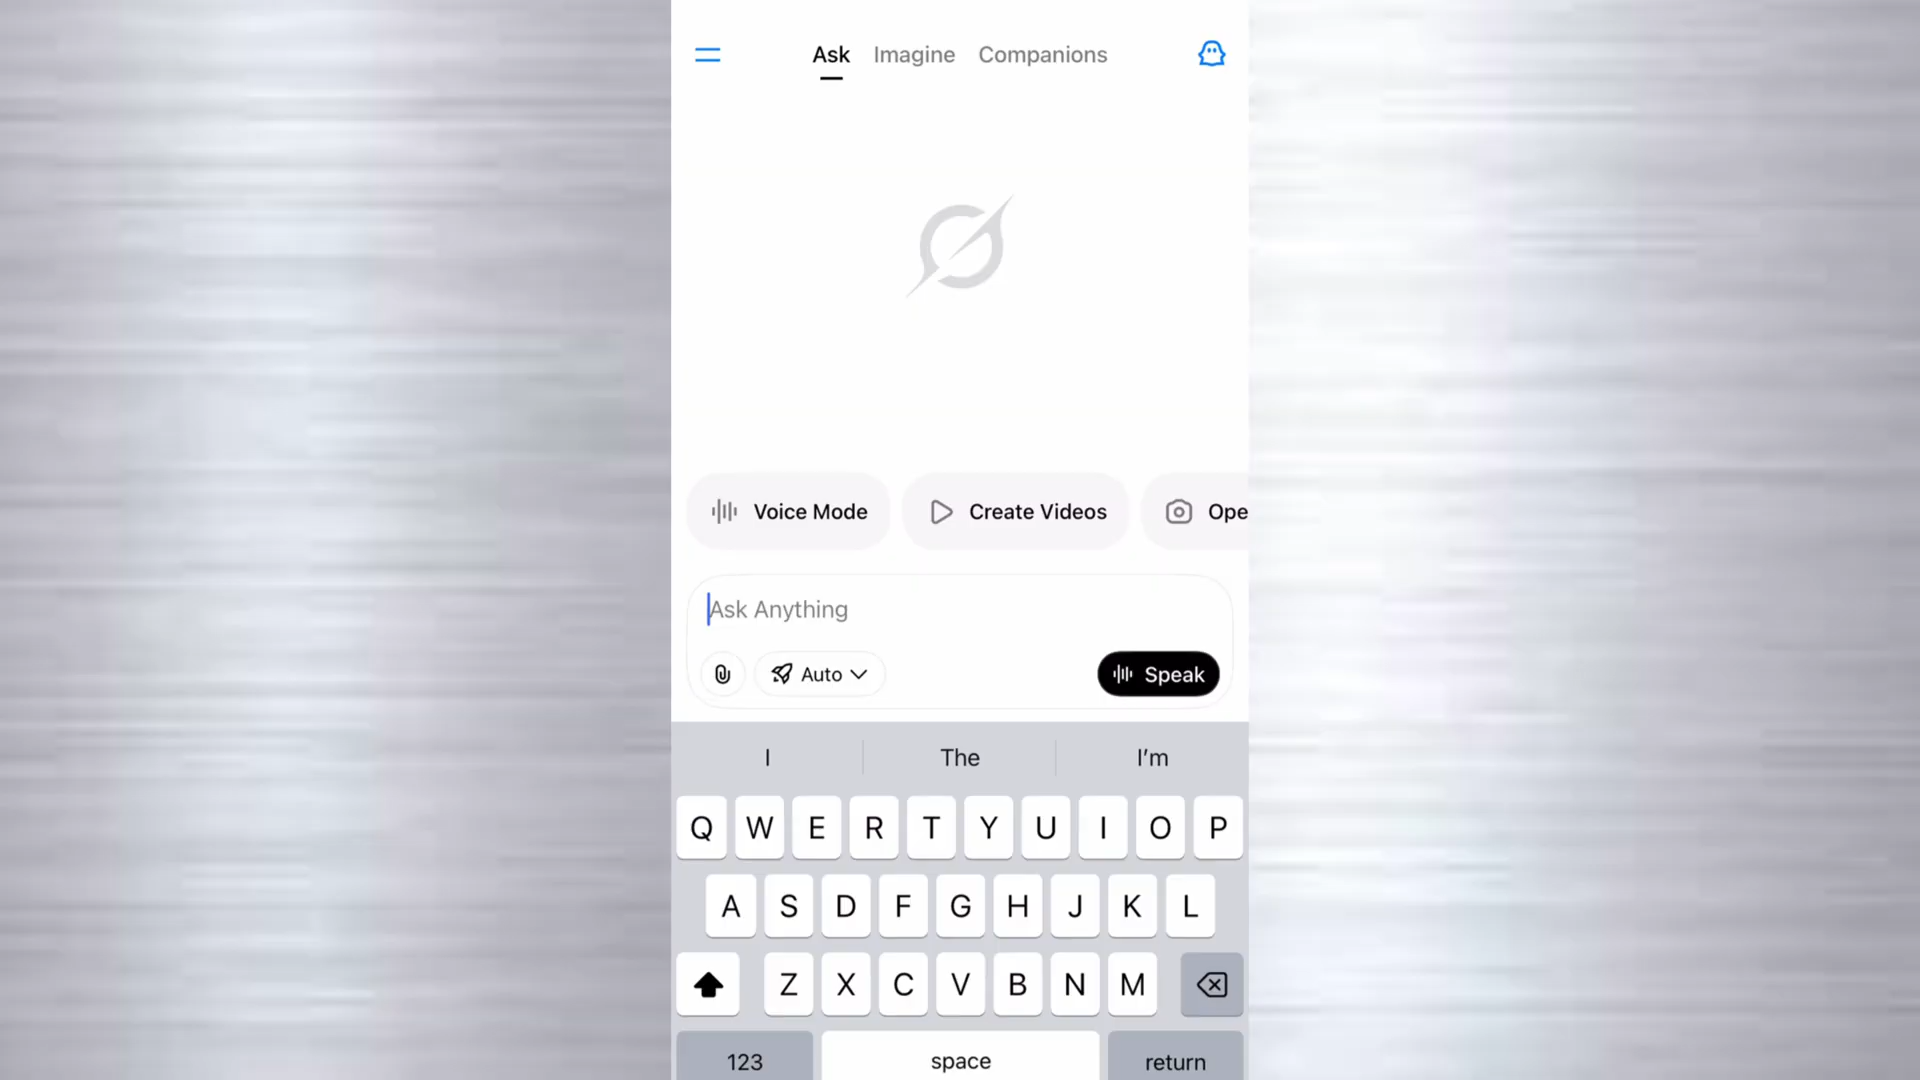 Ask Imagine Companions
Voice Mode Create Videos Ope
Ask Anything
Auto Speak
I The I’m
Q W E R T Y U I O P
A S D F G H J K L
Z X C V B N M
123 space return